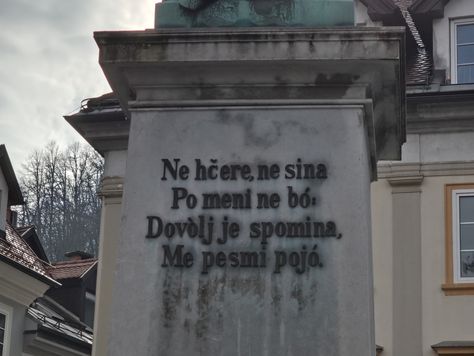 Ne hčere, ne sina
Po meni ne bó:
Dovòlj je spomina,
Me pesmi pojó.